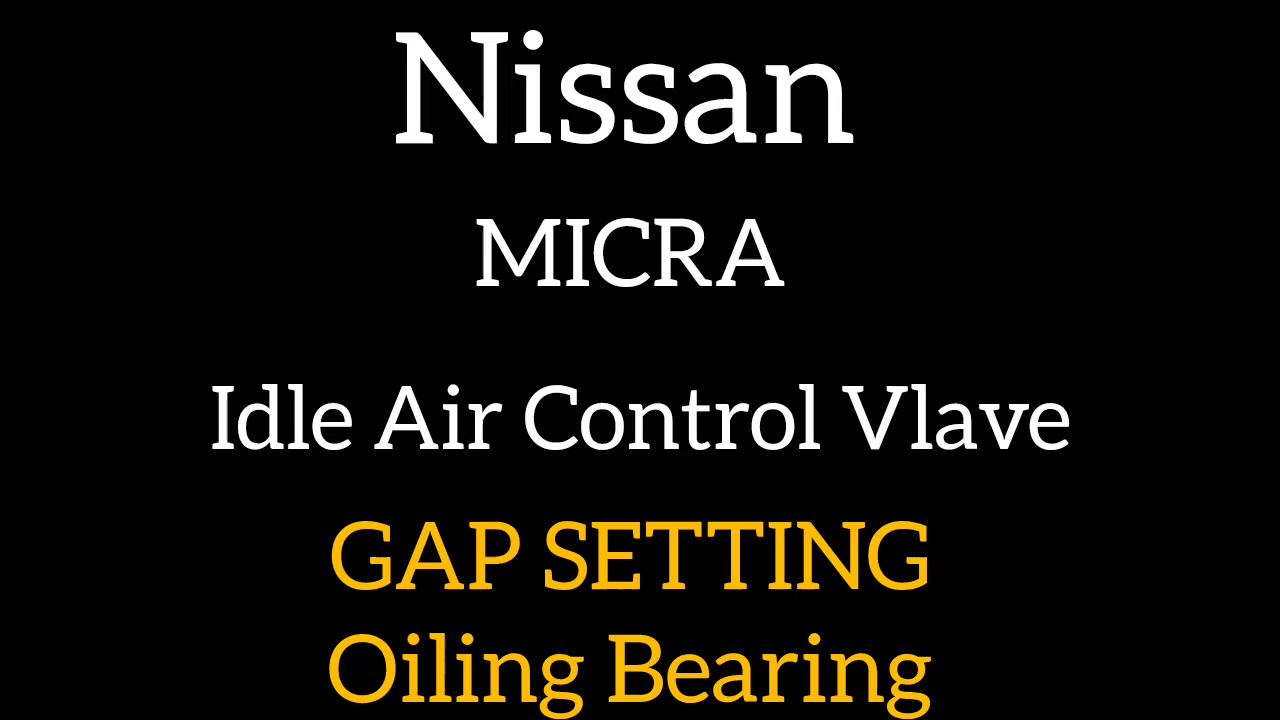 Nissan
MICRA
Idle Air Control Vlave
GAP SETTING
Oiling Bearing